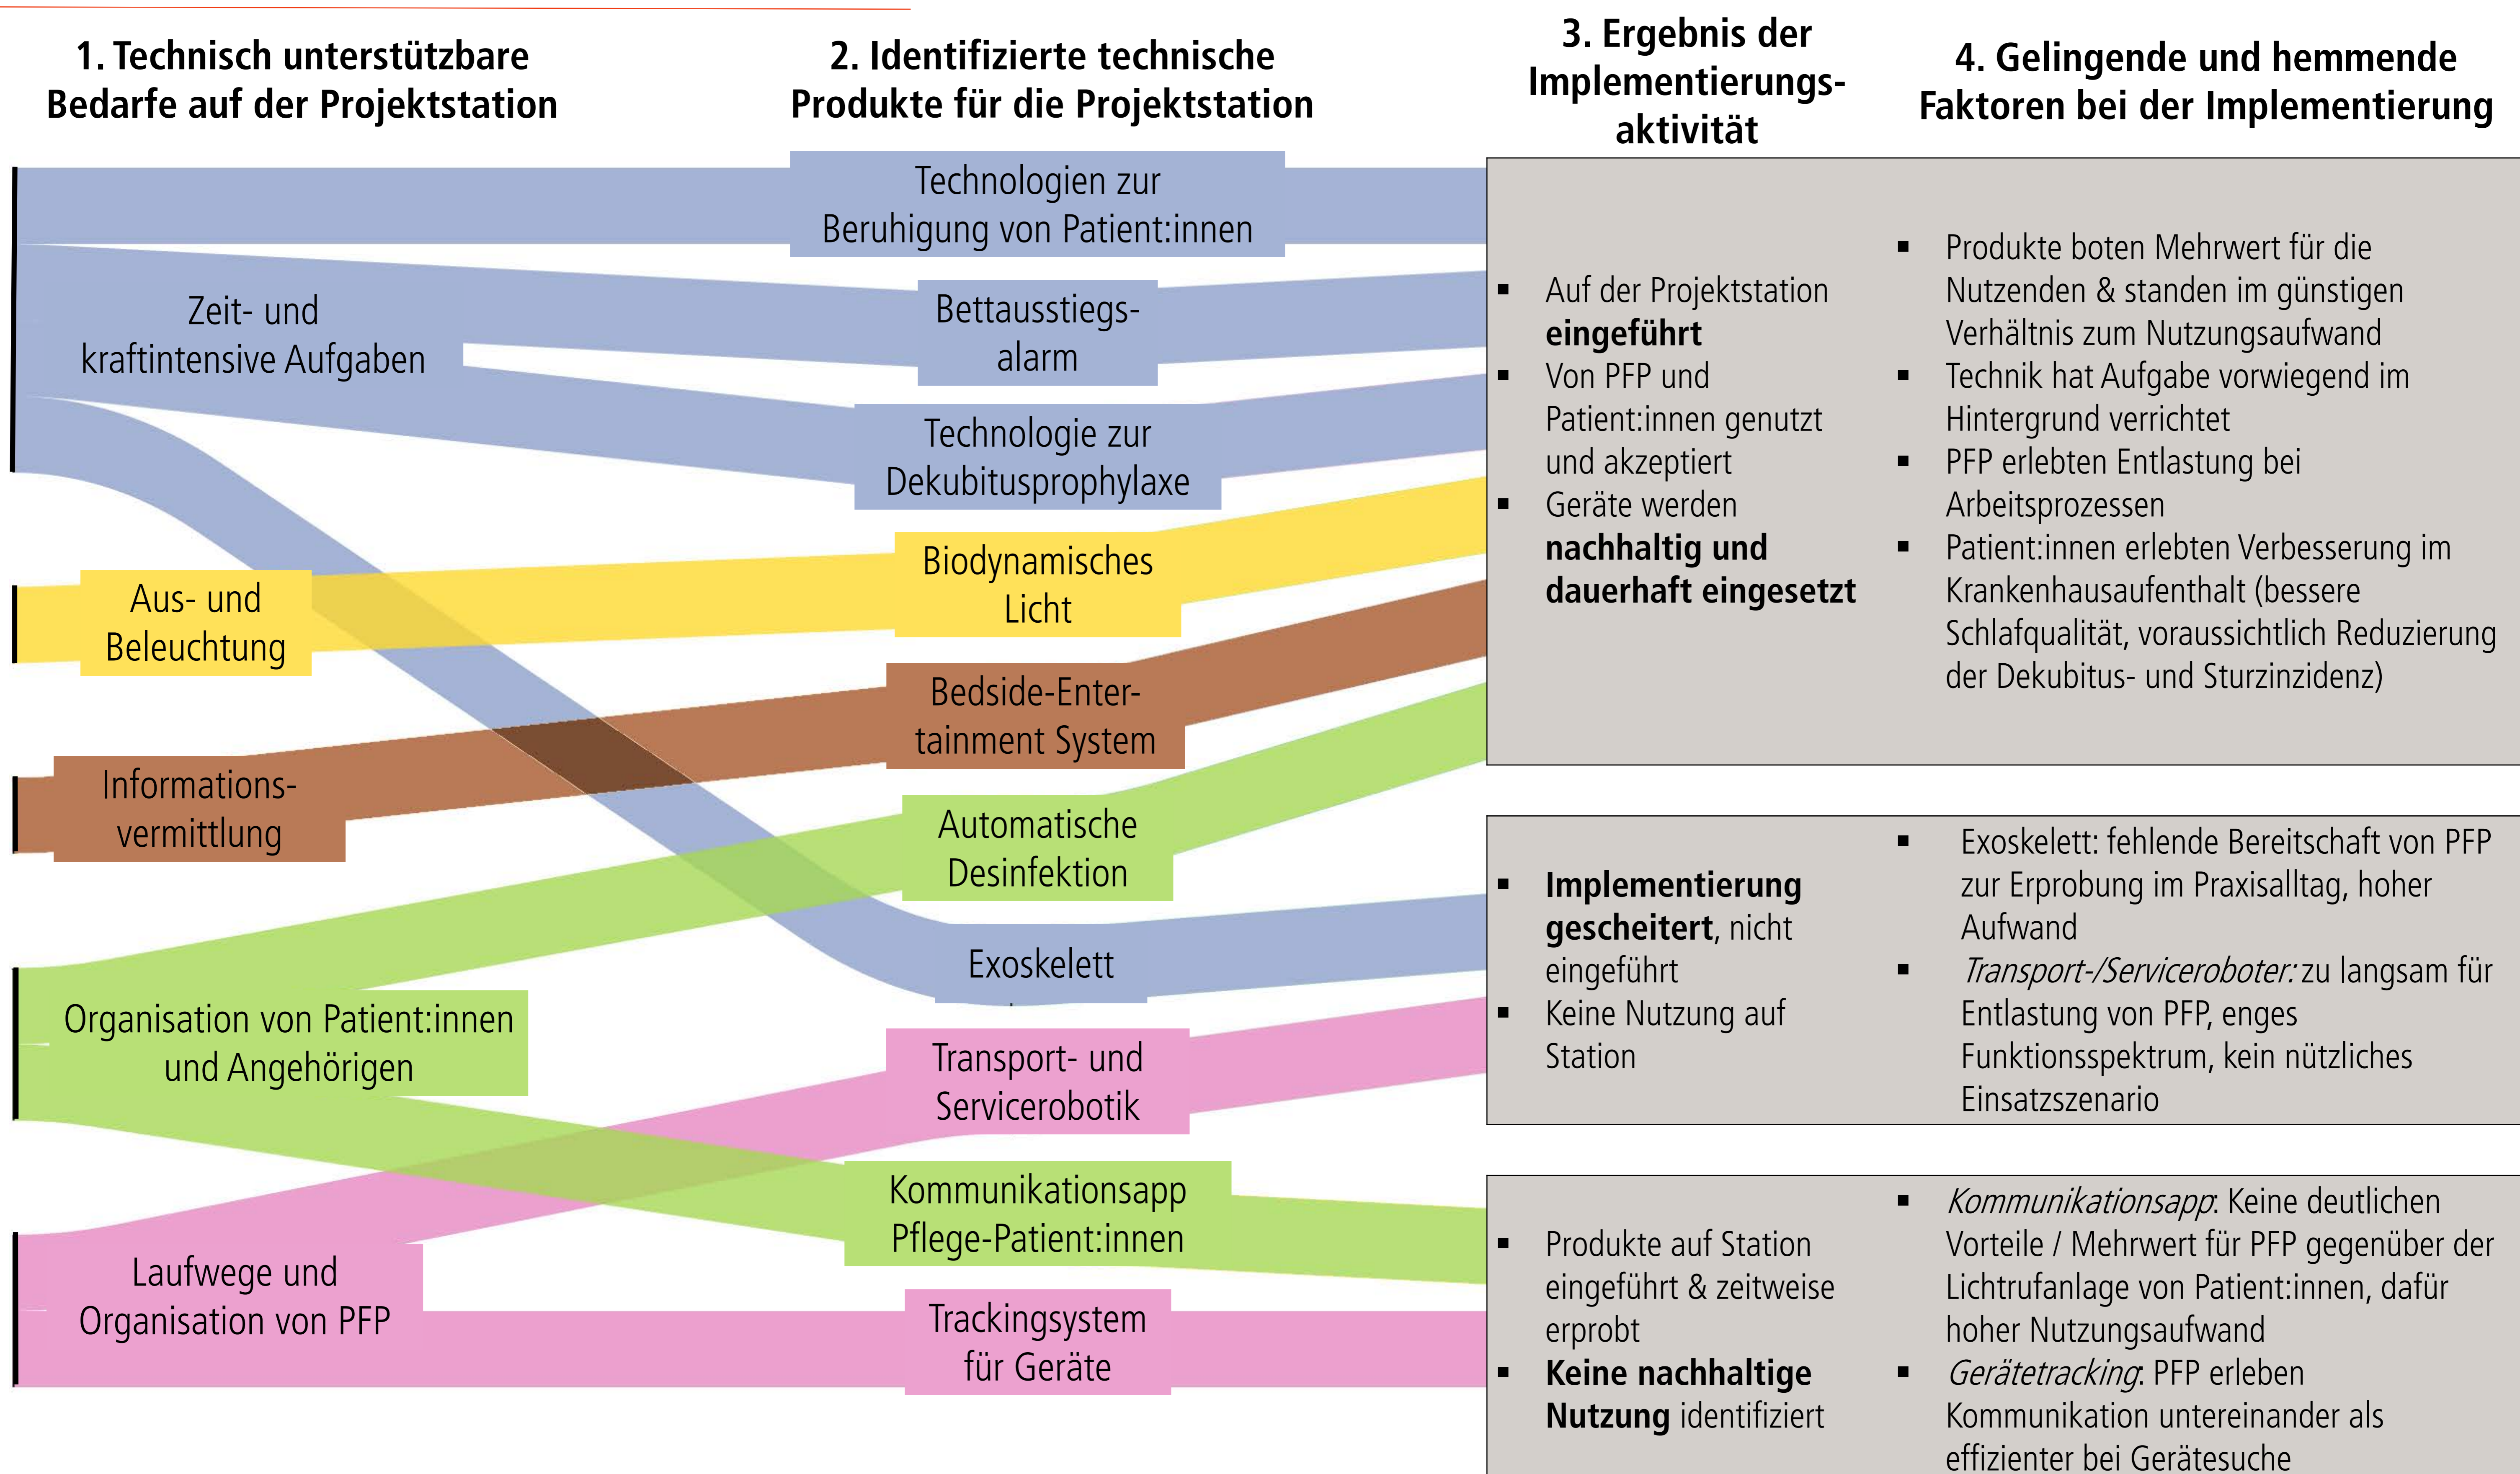 1. Technisch unterstützbare
Bedarfe auf der Projektstation
2. Identifizierte technische
Produkte für die Projektstation
3. Ergebnis der
Implementierungs-
aktivität
4. Gelingende und hemmende
Faktoren bei der Implementierung
Zeit- und
kraftintensive Aufgaben
Aus- und
Beleuchtung
Informations-
vermittlung
Organisation von Patient:innen
und Angehörigen
Laufwege und
Organisation von PFP
Technologien zur
Beruhigung von Patient:innen
Bettausstiegs-
alarm
Technologie zur
Dekubitusprophylaxe
Biodynamisches
Licht
Bedside-Enter-
tainment System
Automatische
Desinfektion
Exoskelett
Transport- und
Servicerobotik
Kommunikationsapp
Pflege-Patient:innen
Trackingsystem
für Geräte
▪ Auf der Projektstation
eingeführt
▪ Von PFP und
Patient:innen genutzt
und akzeptiert
▪ Geräte werden
nachhaltig und
dauerhaft eingesetzt
▪ Produkte boten Mehrwert für die
Nutzenden & standen im günstigen
Verhältnis zum Nutzungsaufwand
▪ Technik hat Aufgabe vorwiegend im
Hintergrund verrichtet
▪ PFP erlebten Entlastung bei
Arbeitsprozessen
▪ Patient:innen erlebten Verbesserung im
Krankenhausaufenthalt (bessere
Schlafqualität, voraussichtlich Reduzierung
der Dekubitus- und Sturzinzidenz)
▪ Implementierung
gescheitert, nicht
eingeführt
▪ Keine Nutzung auf
Station
▪ Exoskelett: fehlende Bereitschaft von PFP
zur Erprobung im Praxisalltag, hoher
Aufwand
▪ Transport-/Serviceroboter: zu langsam für
Entlastung von PFP, enges
Funktionsspektrum, kein nützliches
Einsatzszenario
▪ Produkte auf Station
eingeführt & zeitweise
erprobt
▪ Keine nachhaltige
Nutzung identifiziert
▪ Kommunikationsapp: Keine deutlichen
Vorteile / Mehrwert für PFP gegenüber der
Lichtrufanlage von Patient:innen, dafür
hoher Nutzungsaufwand
▪ Gerätetracking: PFP erleben
Kommunikation untereinander als
effizienter bei Gerätesuche